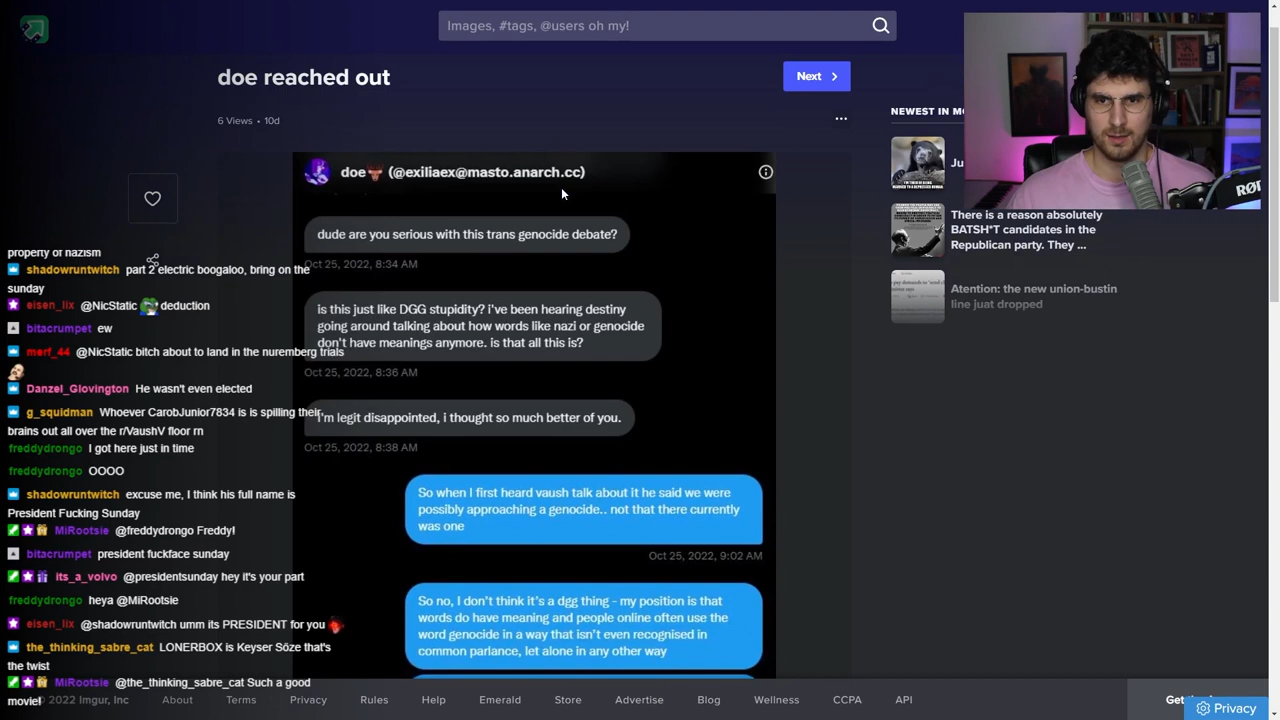 Images, #tags, @users oh my!
doe reached out
Next
6 Views • 10d
...
NEWEST IN M
Ju
There is a reason absolutely
BATSH*T candidates in the
Republican party. They ...
Atention: the new union-bustin
line juat dropped
doe (@exiliaex@masto.anarch.cc)
dude are you serious with this trans genocide debate?
Oct 25, 2022, 8:34 AM
is this just like DGG stupidity? i've been hearing destiny
going around talking about how words like nazi or genocide
don't have meanings anymore. is that all this is?
Oct 25, 2022, 8:36 AM
i'm legit disappointed, i thought so much better of you.
Oct 25, 2022, 8:38 AM
So when I first heard vaush talk about it he said we were
possibly approaching a genocide.. not that there currently
was one
Oct 25, 2022, 9:02 AM
So no, I don't think it's a dgg thing - my position is that
words do have meaning and people online often use the
word genocide in a way that isn't even recognised in
common parlance, let alone in any other way
property of nazism
shadowruntwitch part 2 electric boogaloo, bring on the
sunday
eisen_lix @NicStatic deduction
bitacrumpet ew
merf_44 @NicStatic bitch about to land in the nuremberg trials
Danzel_Glovington He wasn't even elected
g_squidman Whoever CarobJunior7834 is is spilling their
brains out all over the r/VaushV floor rn
freddydrongo I got here just in time
freddydrongo OOOO
shadowruntwitch excuse me, I think his full name is
President Fucking Sunday
MiRootsie @freddydrongo Freddy!
bitacrumpet president fuckface sunday
its_a_volvo @presidentsunday hey it's your part
freddydrongo heya @MiRootsie
eisen_lix @shadowruntwitch umm its PRESIDENT for you
the_thinking_sabre_cat LONERBOX is Keyser Söze that's
the twist
MiRootsie @the_thinking_sabre_cat Such a good
movie!
© 2022 Imgur, Inc About Terms Privacy Rules Help Emerald Store Advertise Blog Wellness CCPA API
Get
Privacy
RØD